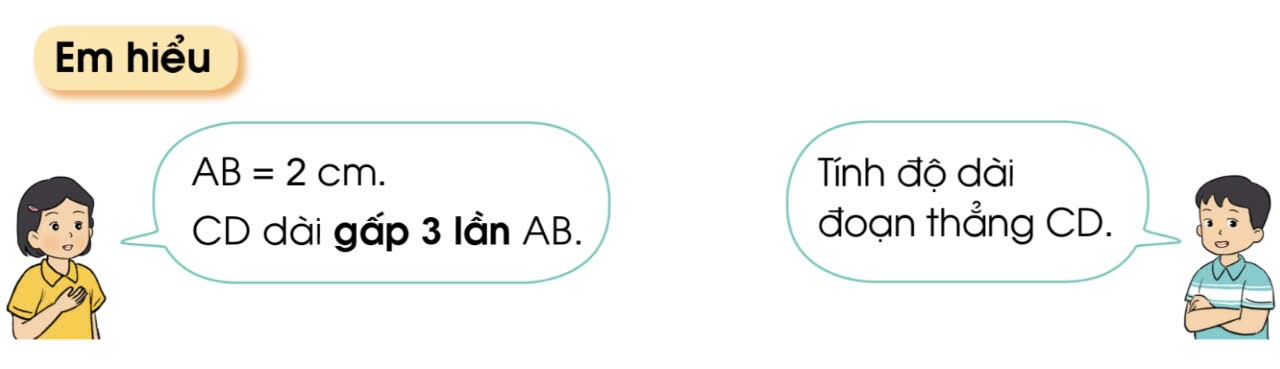 Em hiểu
AB = 2 cm.
CD dài gấp 3 lần AB.
Tính độ dài
đoạn thẳng CD.